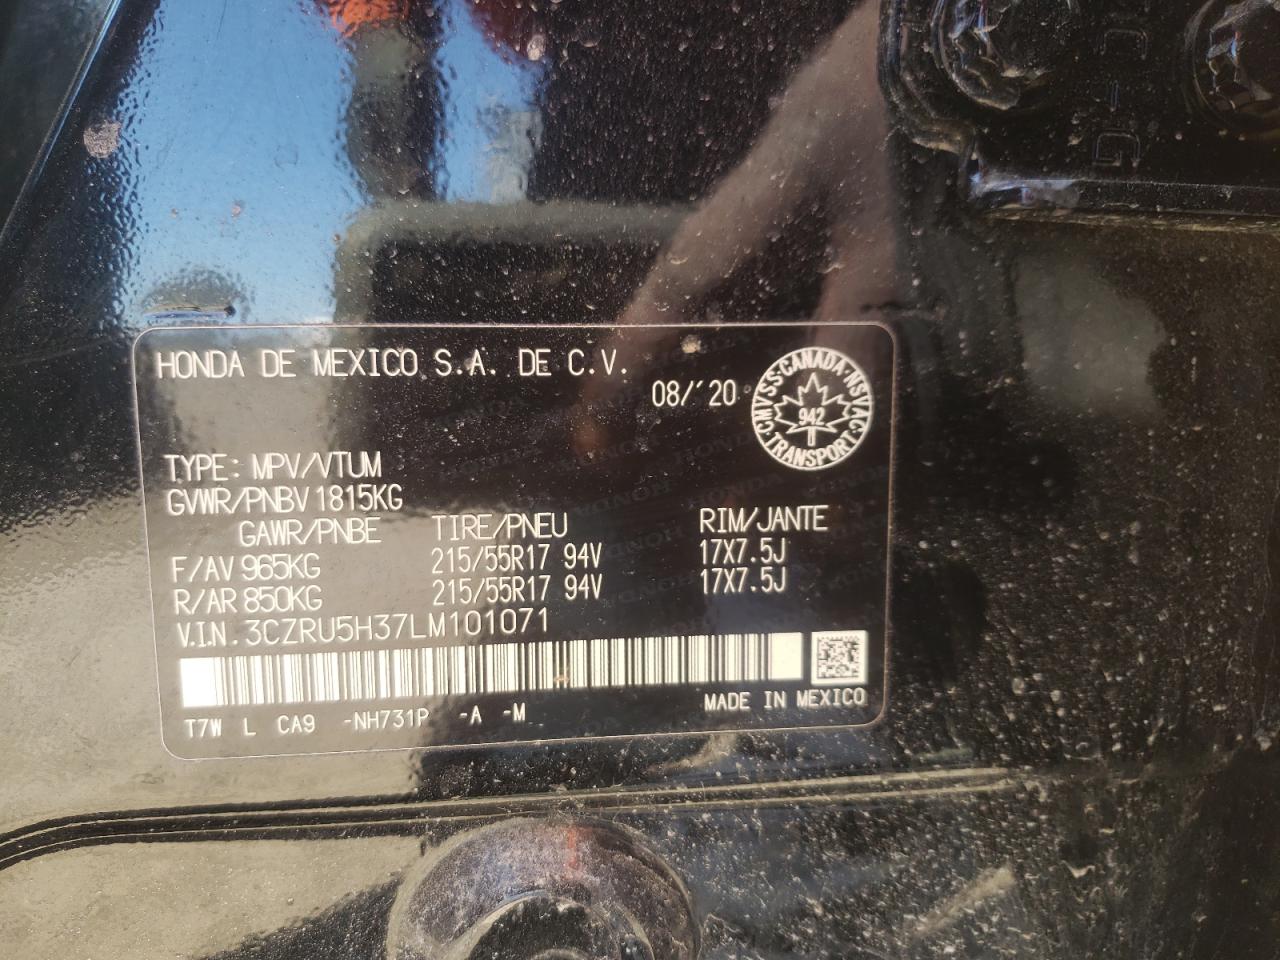 HONDA DE MEXICO S.A. DE C.V.
08/'20
CMVSS·CANADA·NSVAC·TRANSPORT
942
TYPE: MPV/VTUM
GVWR/PNBV 1815KG
GAWR/PNBE TIRE/PNEU RIM/JANTE
F/AV 965KG 215/55R17 94V 17X7.5J
R/AR 850KG 215/55R17 94V 17X7.5J
V.I.N. 3CZRU5H37LM101071
MADE IN MEXICO
T7W L CA9 -NH731P -A -M